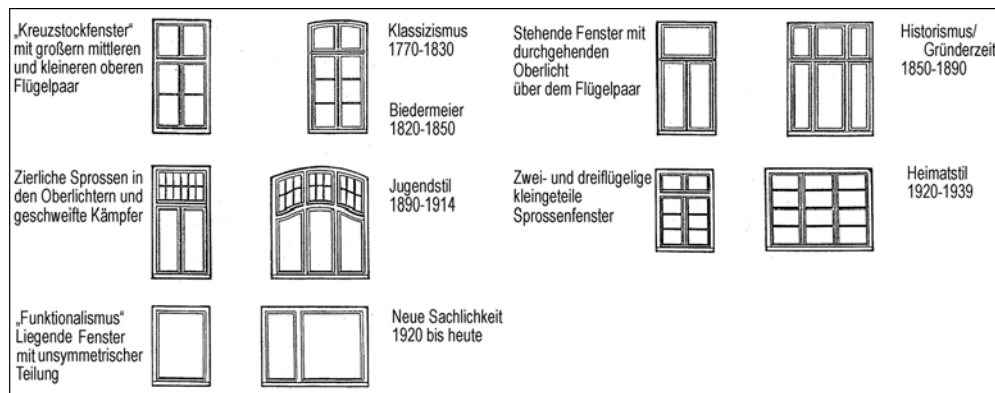 „Kreuzstockfenster"
mit großern mittleren
und kleineren oberen
Flügelpaar
Klassizismus
1770-1830
Biedermeier
1820-1850
Stehende Fenster mit
durchgehenden
Oberlicht
über dem Flügelpaar
Historismus/
Gründerzeit
1850-1890
Zierliche Sprossen in
den Oberlichtern und
geschweifte Kämpfer
Jugendstil
1890-1914
Zwei- und dreiflügelige
kleingeteile
Sprossenfenster
Heimatstil
1920-1939
„Funktionalismus"
Liegende Fenster
mit unsymmetrischer
Teilung
Neue Sachlichkeit
1920 bis heute